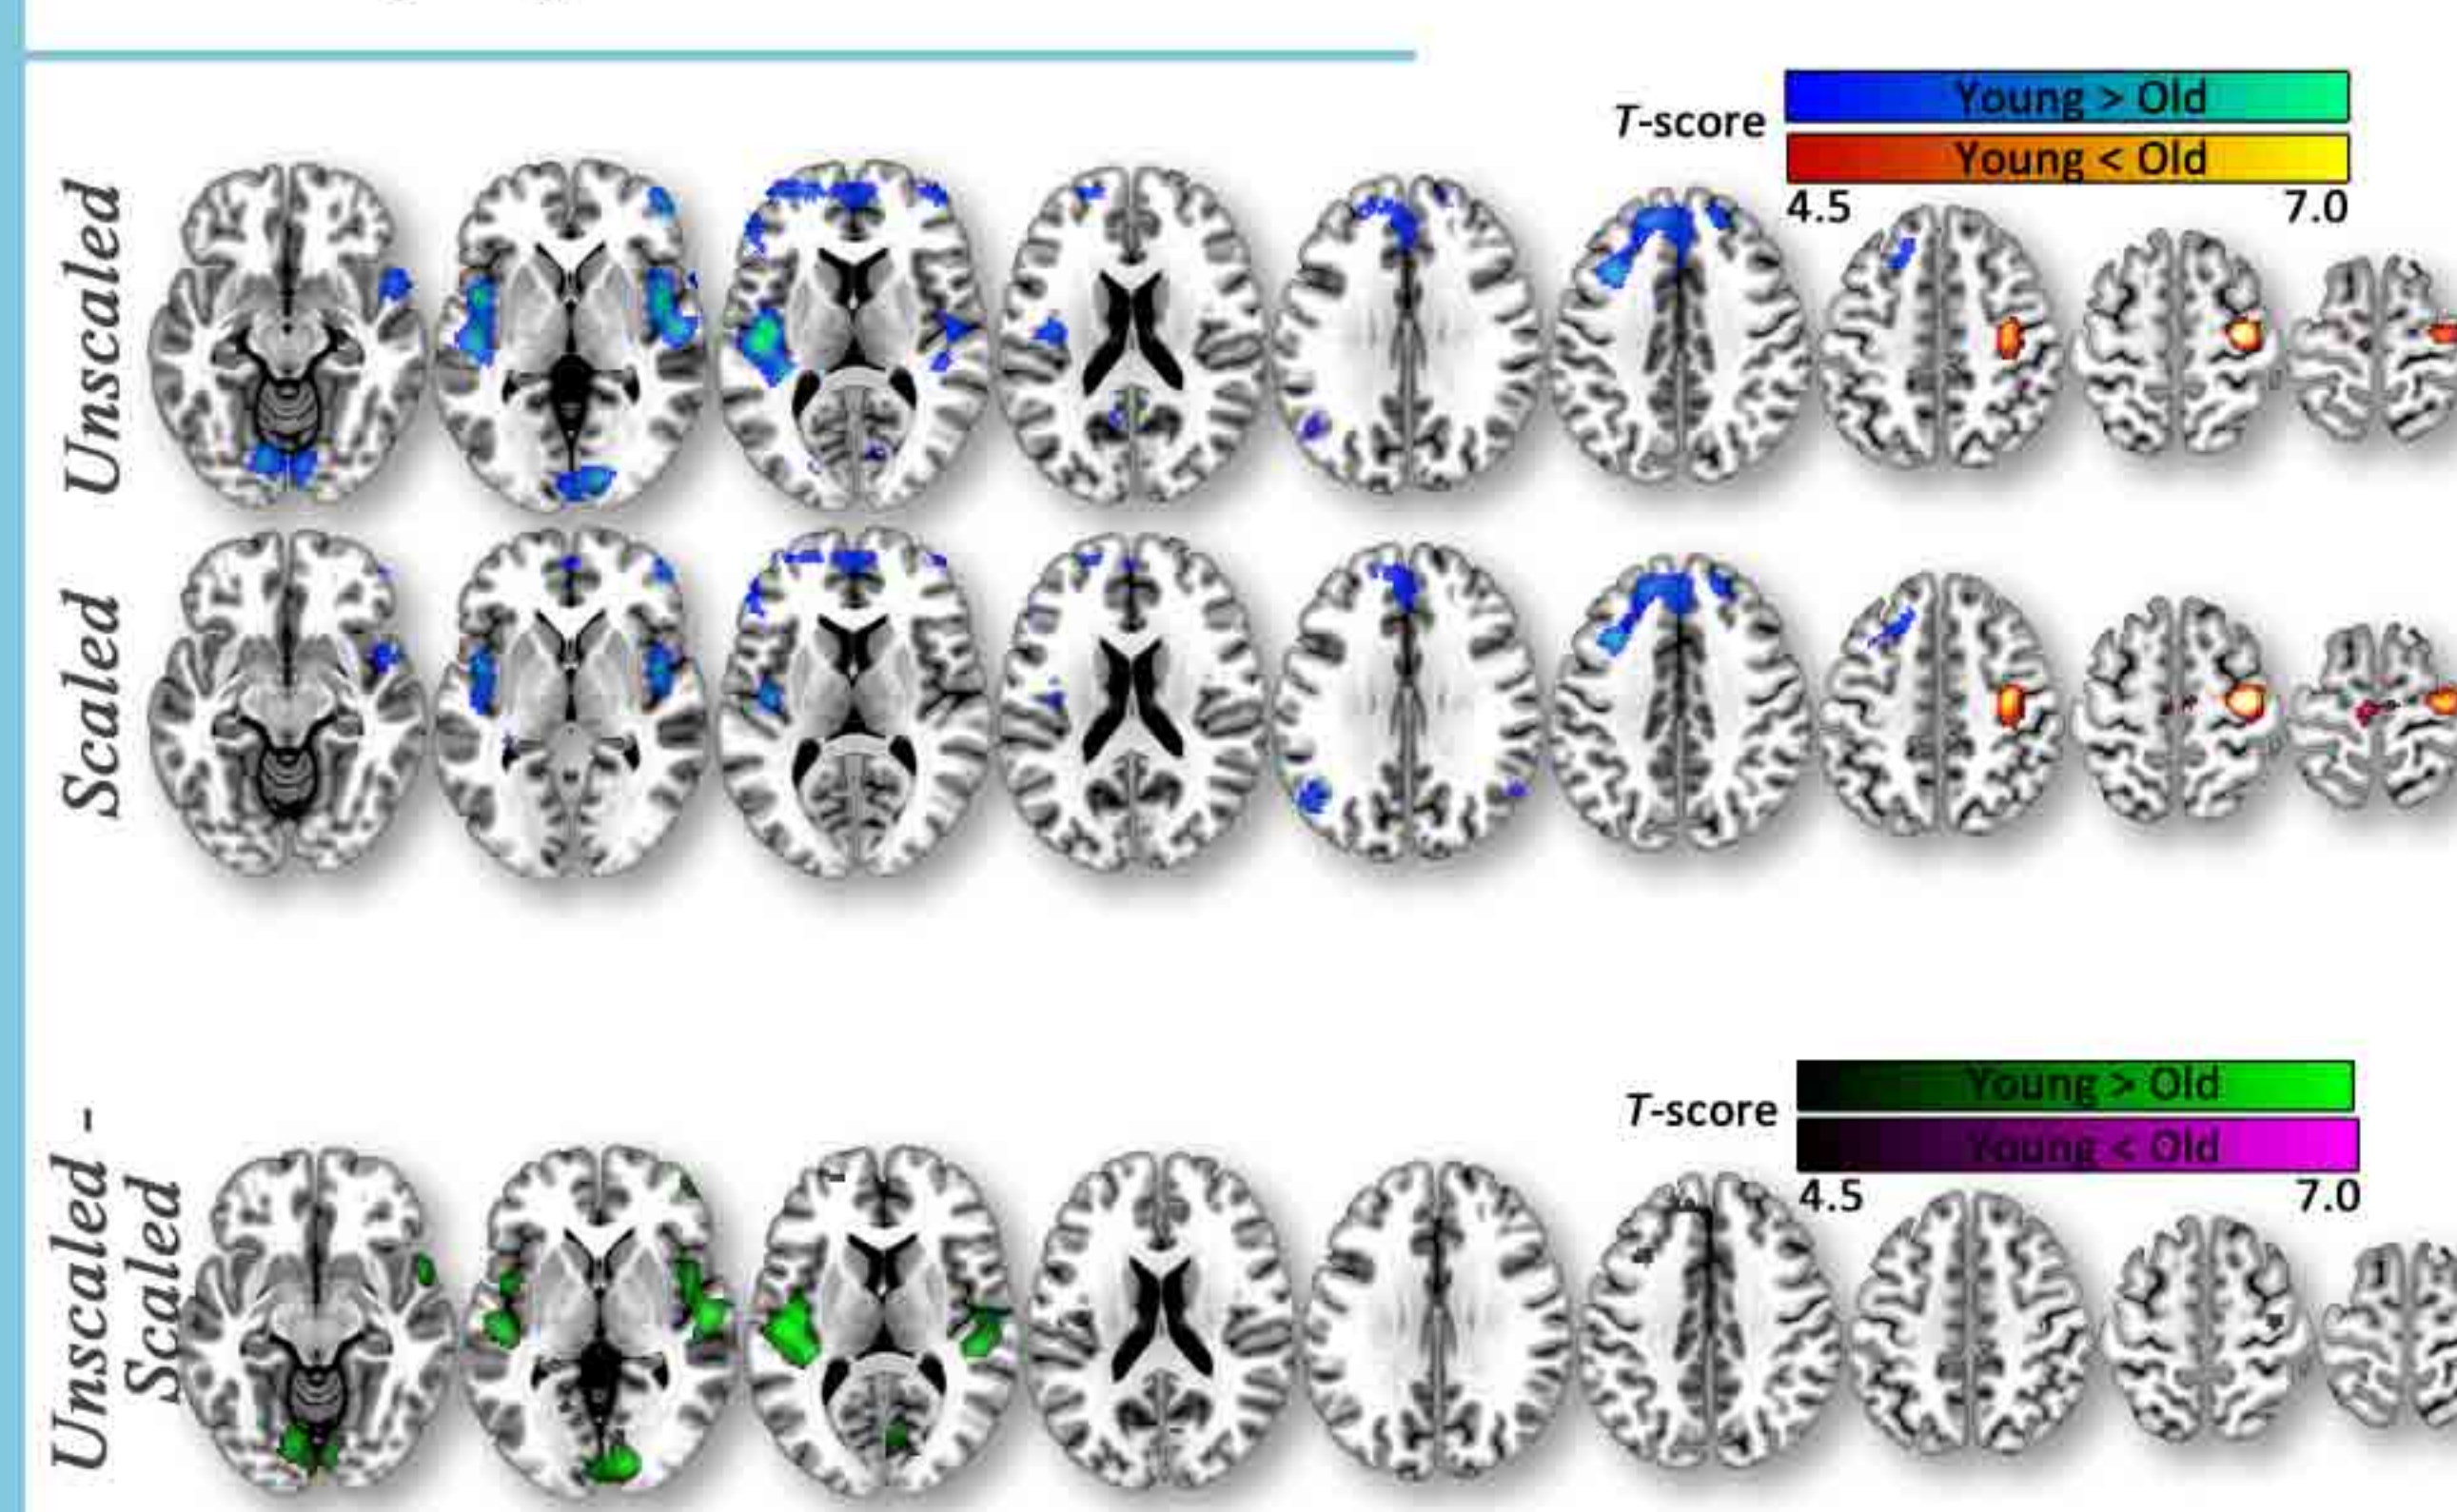 Young > Old
T-score
Young < Old
4.5 7.0
Unscaled
Scaled
Young > Old
T-score
Young < Old
4.5 7.0
Unscaled -
Scaled